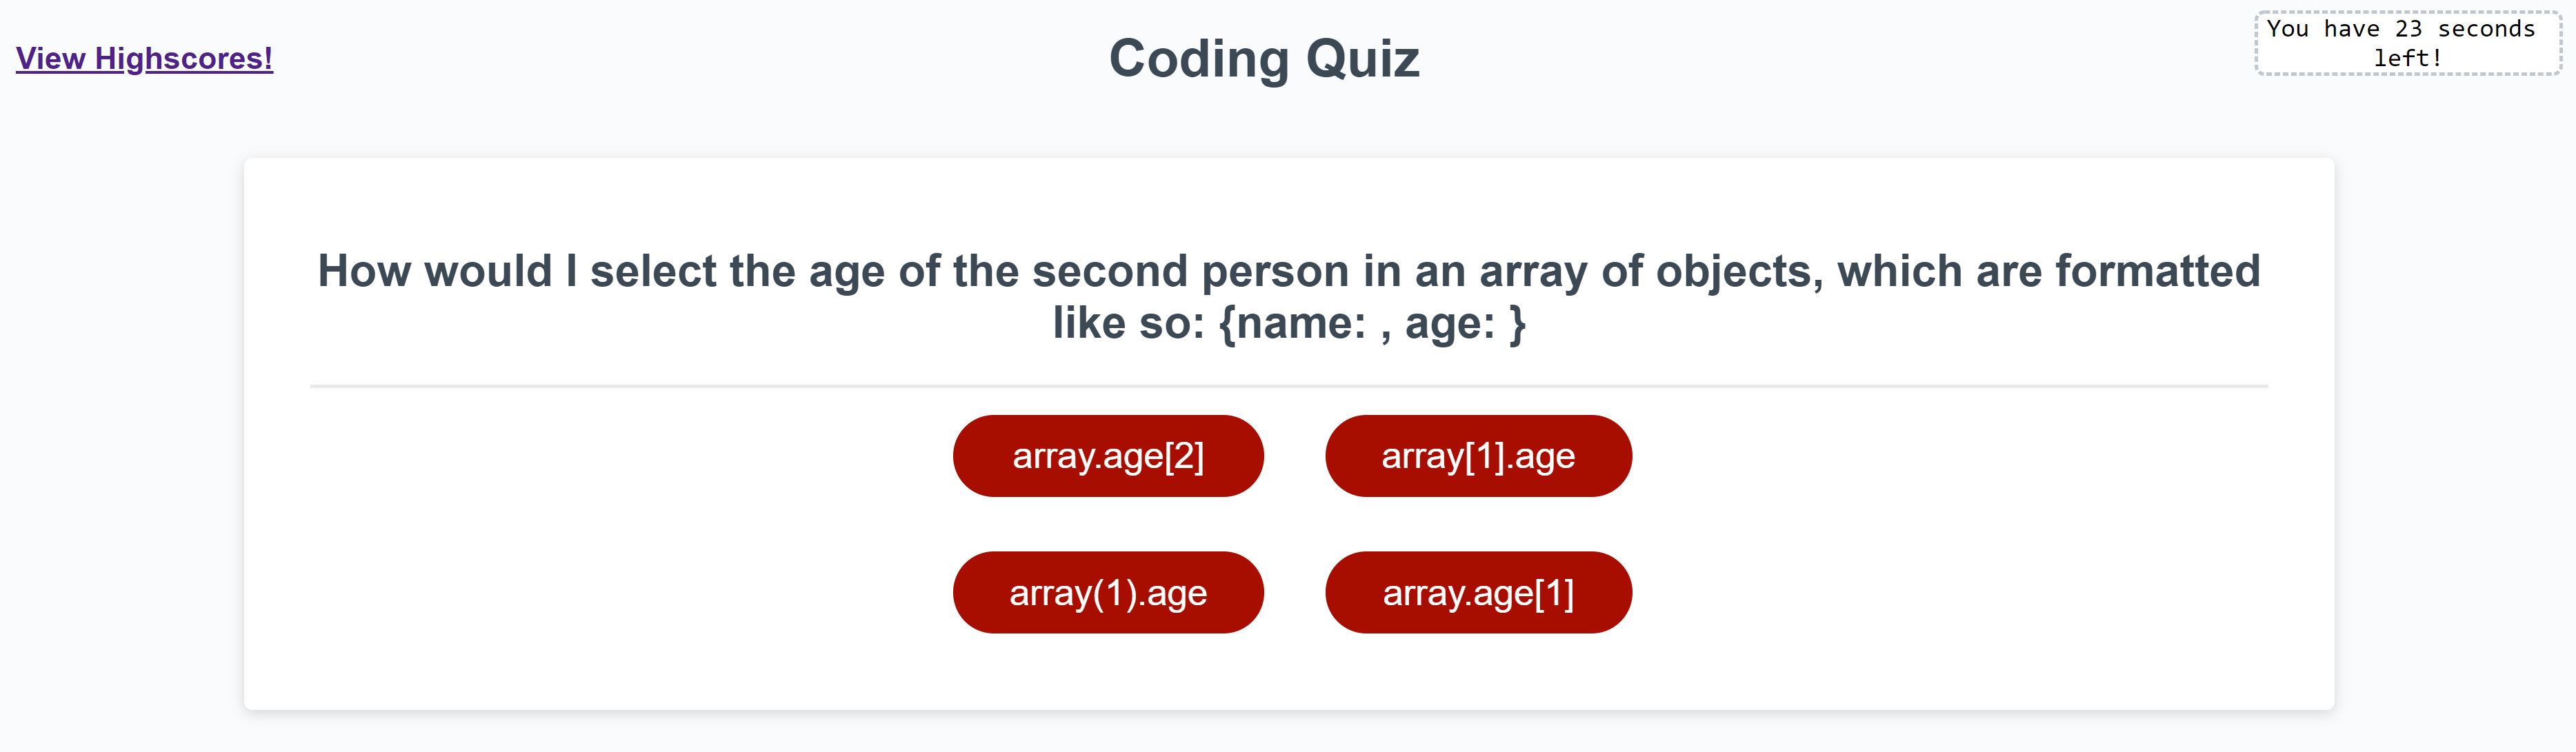 View Highscores!
Coding Quiz
You have 23 seconds
left!
How would I select the age of the second person in an array of objects, which are formatted
like so: {name: , age: }
array.age[2]
array[1].age
array(1).age
array.age[1]